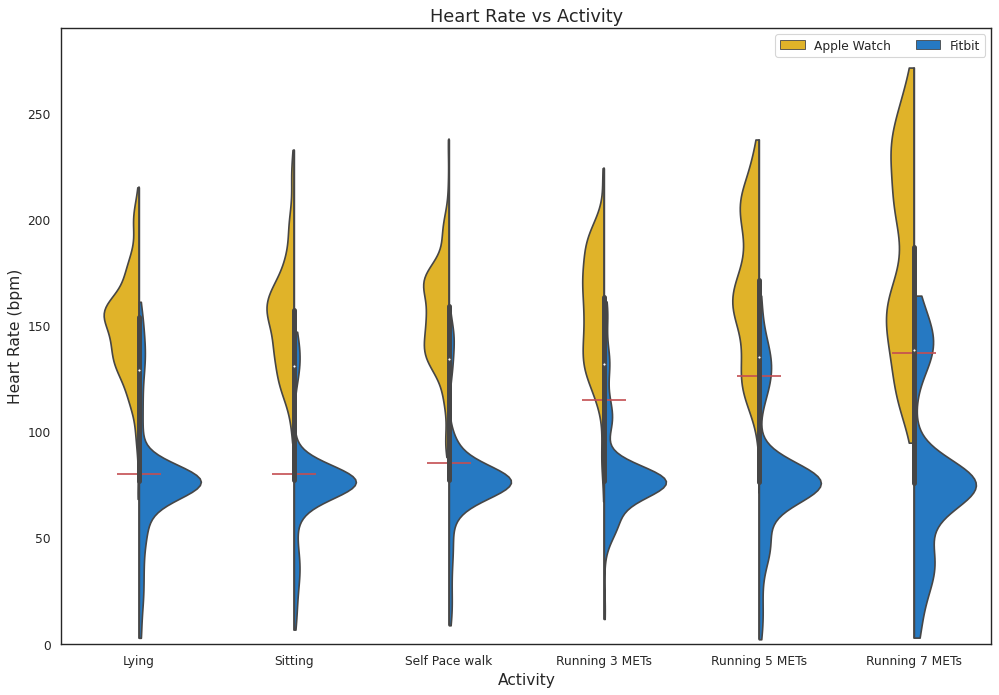 Heart Rate vs Activity
Apple Watch Fitbit
250
200
150
100
50
0
Heart Rate (bpm)
Lying Sitting Self Pace walk Running 3 METs Running 5 METs Running 7 METs
Activity